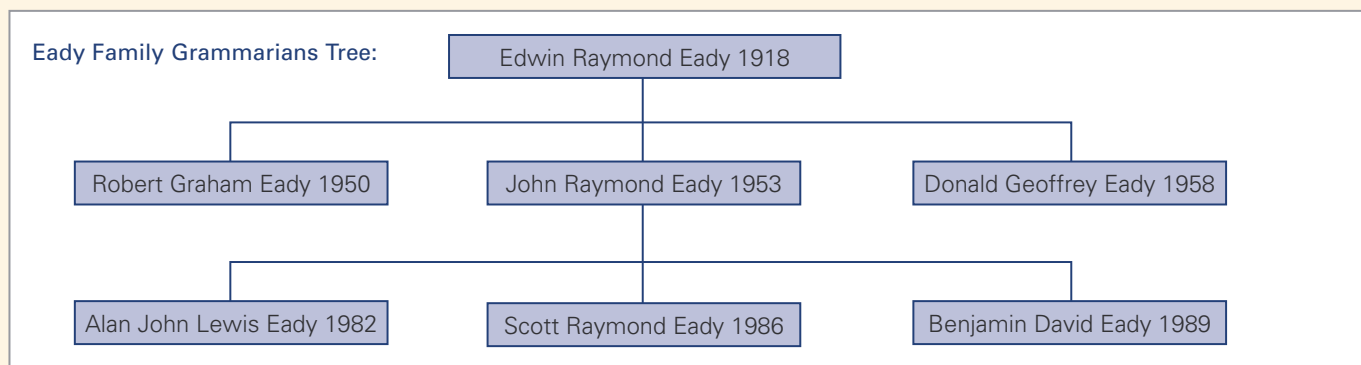 Eady Family Grammarians Tree:
Edwin Raymond Eady 1918
Robert Graham Eady 1950
John Raymond Eady 1953
Donald Geoffrey Eady 1958
Alan John Lewis Eady 1982
Scott Raymond Eady 1986
Benjamin David Eady 1989